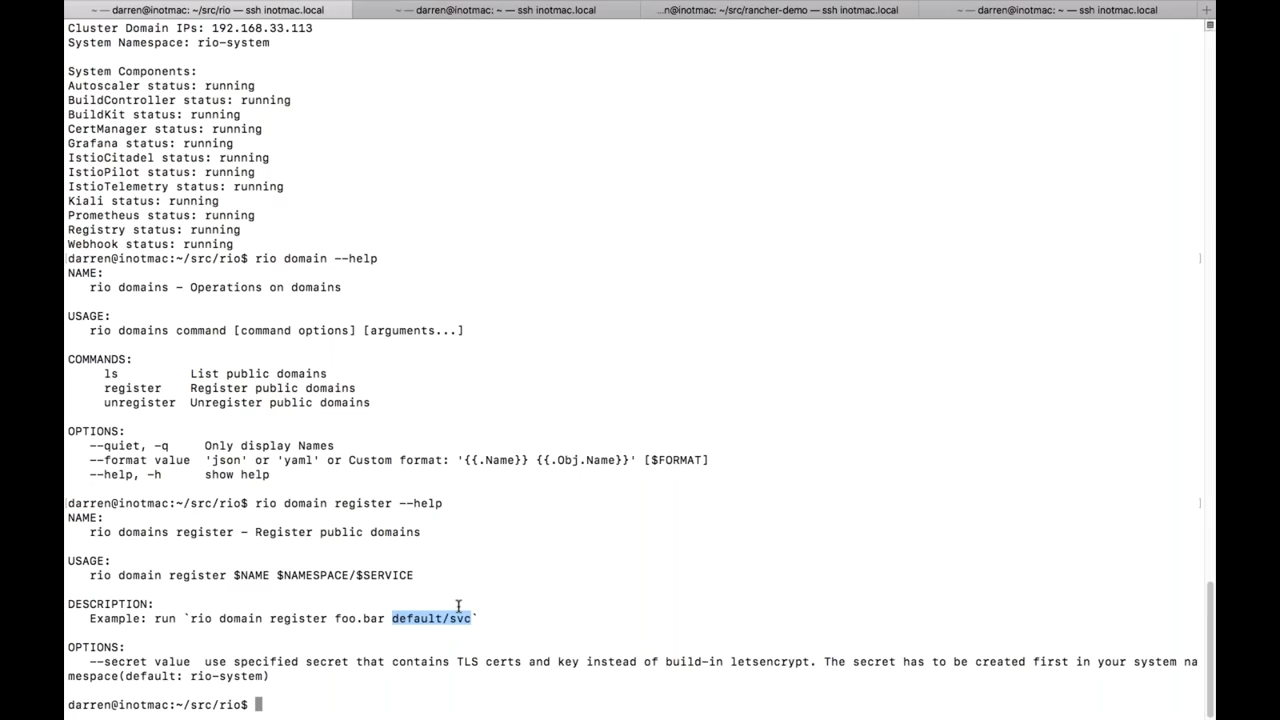 ~ — darren@inotmac: ~/src/rio — ssh inotmac.local
~ — darren@inotmac: ~ — ssh inotmac.local
...n@inotmac: ~/src/rancher-demo — ssh inotmac.local
~ — darren@inotmac: ~ — ssh inotmac.local
+
Cluster Domain IPs: 192.168.33.113
System Namespace: rio-system
System Components:
Autoscaler status: running
BuildController status: running
BuildKit status: running
CertManager status: running
Grafana status: running
IstioCitadel status: running
IstioPilot status: running
IstioTelemetry status: running
Kiali status: running
Prometheus status: running
Registry status: running
Webhook status: running
[darren@inotmac:~/src/rio$ rio domain --help ]
NAME:
rio domains - Operations on domains
USAGE:
rio domains command [command options] [arguments...]
COMMANDS:
ls List public domains
register Register public domains
unregister Unregister public domains
OPTIONS:
--quiet, -q Only display Names
--format value 'json' or 'yaml' or Custom format: '{{.Name}} {{.Obj.Name}}' [$FORMAT]
--help, -h show help
[darren@inotmac:~/src/rio$ rio domain register --help ]
NAME:
rio domains register - Register public domains
USAGE:
rio domain register $NAME $NAMESPACE/$SERVICE
DESCRIPTION:
Example: run `rio domain register foo.bar default/svc`
OPTIONS:
--secret value use specified secret that contains TLS certs and key instead of build-in letsencrypt. The secret has to be created first in your system na
mespace(default: rio-system)
darren@inotmac:~/src/rio$